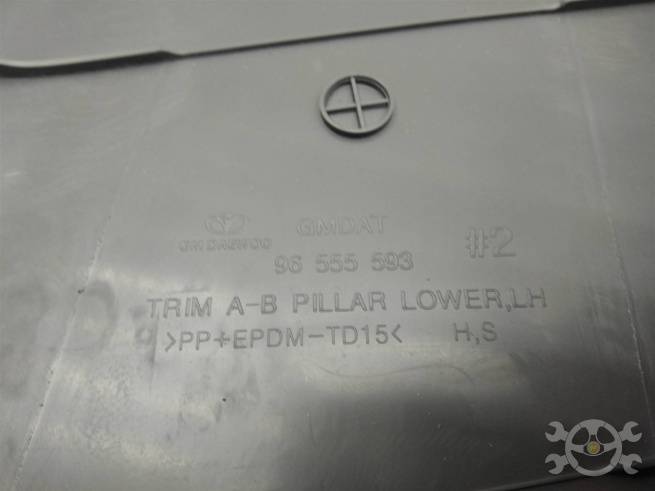 GM DAEWOO GMDAT #2
96 555 593
TRIM A-B PILLAR LOWER,LH
>PP+EPDM-TD15< H,S